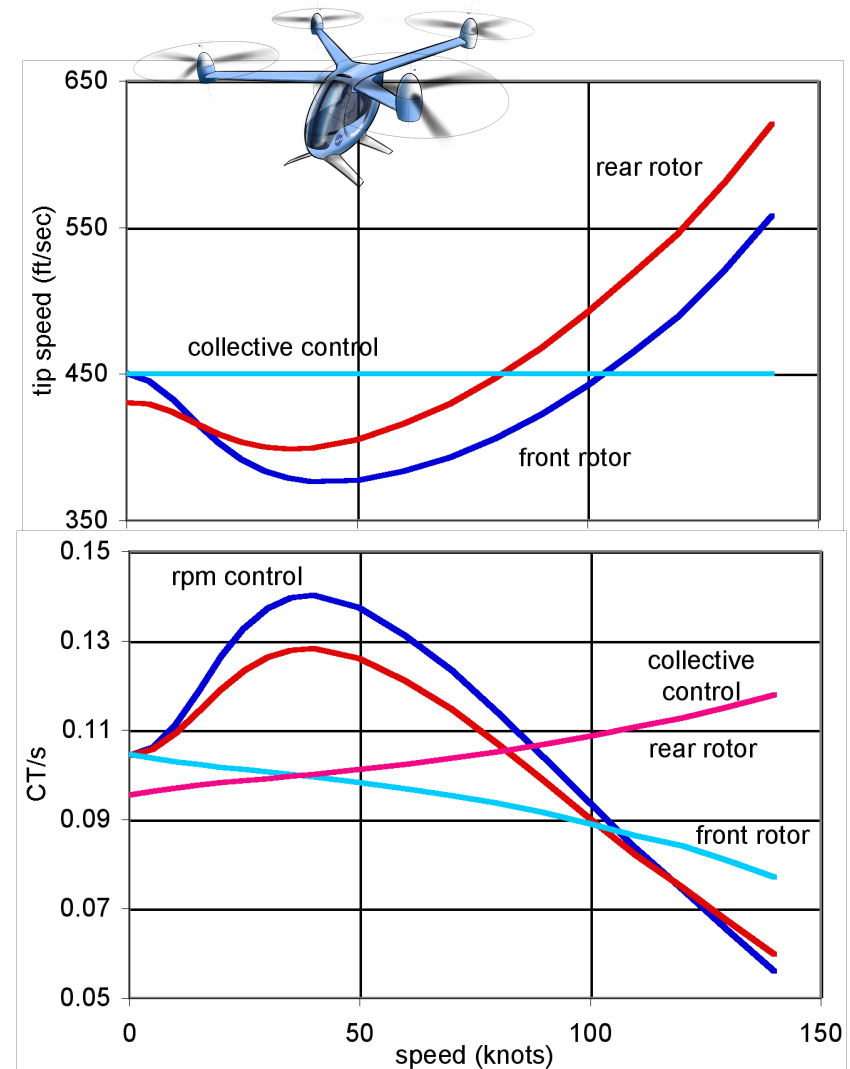 650
rear rotor
550
tip speed (ft/sec)
collective control
450
front rotor
350
0.15
rpm control
0.13
collective
control
0.11
rear rotor
CT/s
0.09
front rotor
0.07
0.05
0
50
100
150
speed (knots)